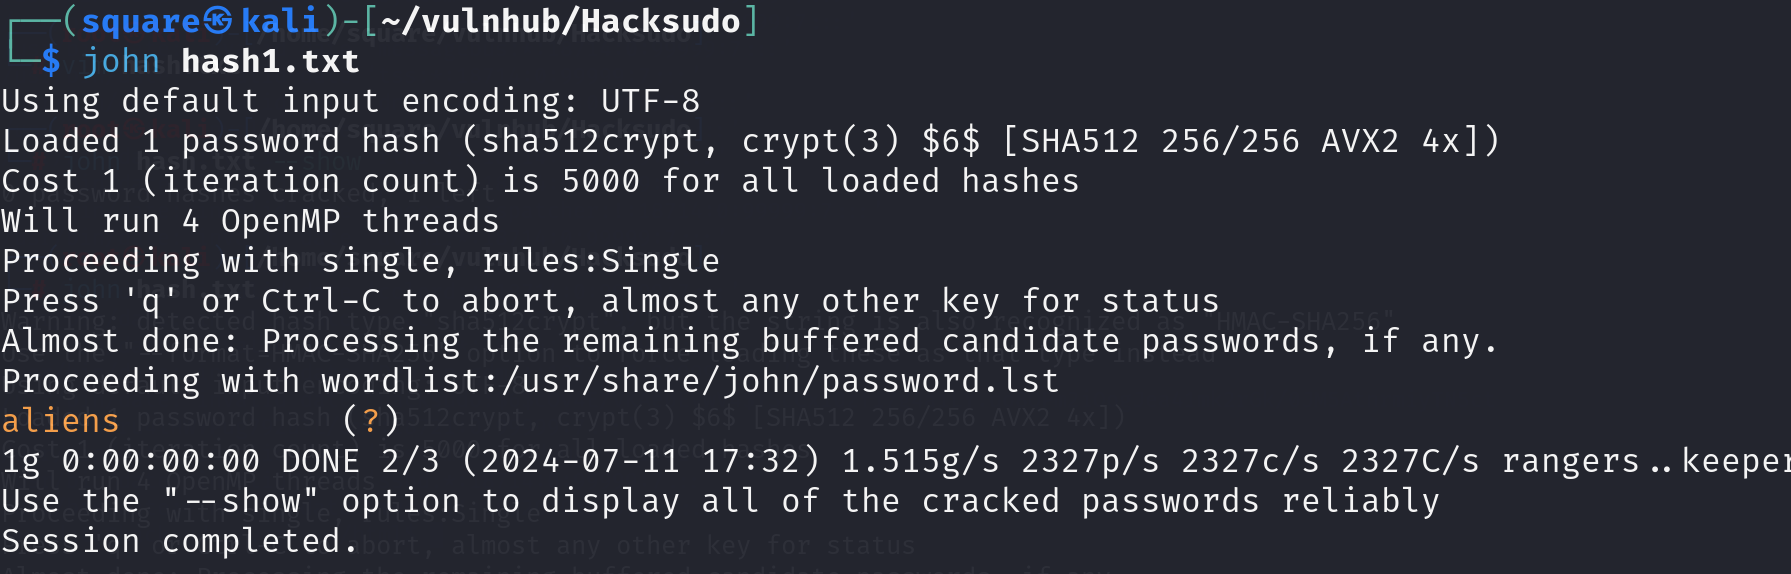 ┌──(square㉿kali)-[~/vulnhub/Hacksudo]
└─$ john hash1.txt
Using default input encoding: UTF-8
Loaded 1 password hash (sha512crypt, crypt(3) $6$ [SHA512 256/256 AVX2 4x])
Cost 1 (iteration count) is 5000 for all loaded hashes
Will run 4 OpenMP threads
Proceeding with single, rules:Single
Press 'q' or Ctrl-C to abort, almost any other key for status
Almost done: Processing the remaining buffered candidate passwords, if any.
Proceeding with wordlist:/usr/share/john/password.lst
aliens           (?)
1g 0:00:00:00 DONE 2/3 (2024-07-11 17:32) 1.515g/s 2327p/s 2327c/s 2327C/s rangers..keeper
Use the "--show" option to display all of the cracked passwords reliably
Session completed.